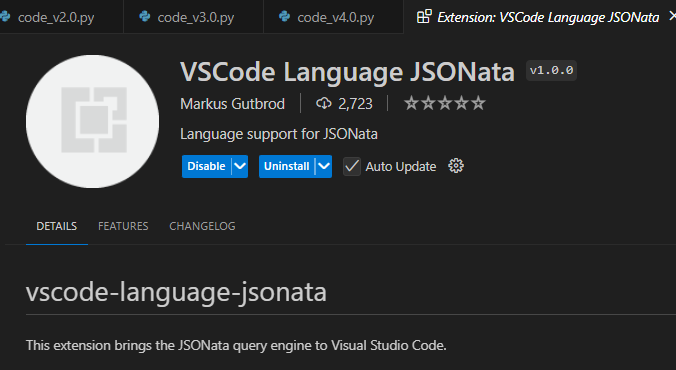 code_v2.0.py code_v3.0.py code_v4.0.py Extension: VSCode Language JSONata
VSCode Language JSONata v1.0.0
Markus Gutbrod 2,723
Language support for JSONata
Disable Uninstall Auto Update
DETAILS FEATURES CHANGELOG
vscode-language-jsonata
This extension brings the JSONata query engine to Visual Studio Code.